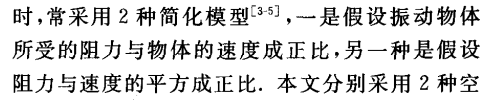 时,常采用 2 种简化模型[3-5],一是假设振动物体
所受的阻力与物体的速度成正比,另一种是假设
阻力与速度的平方成正比. 本文分别采用 2 种空